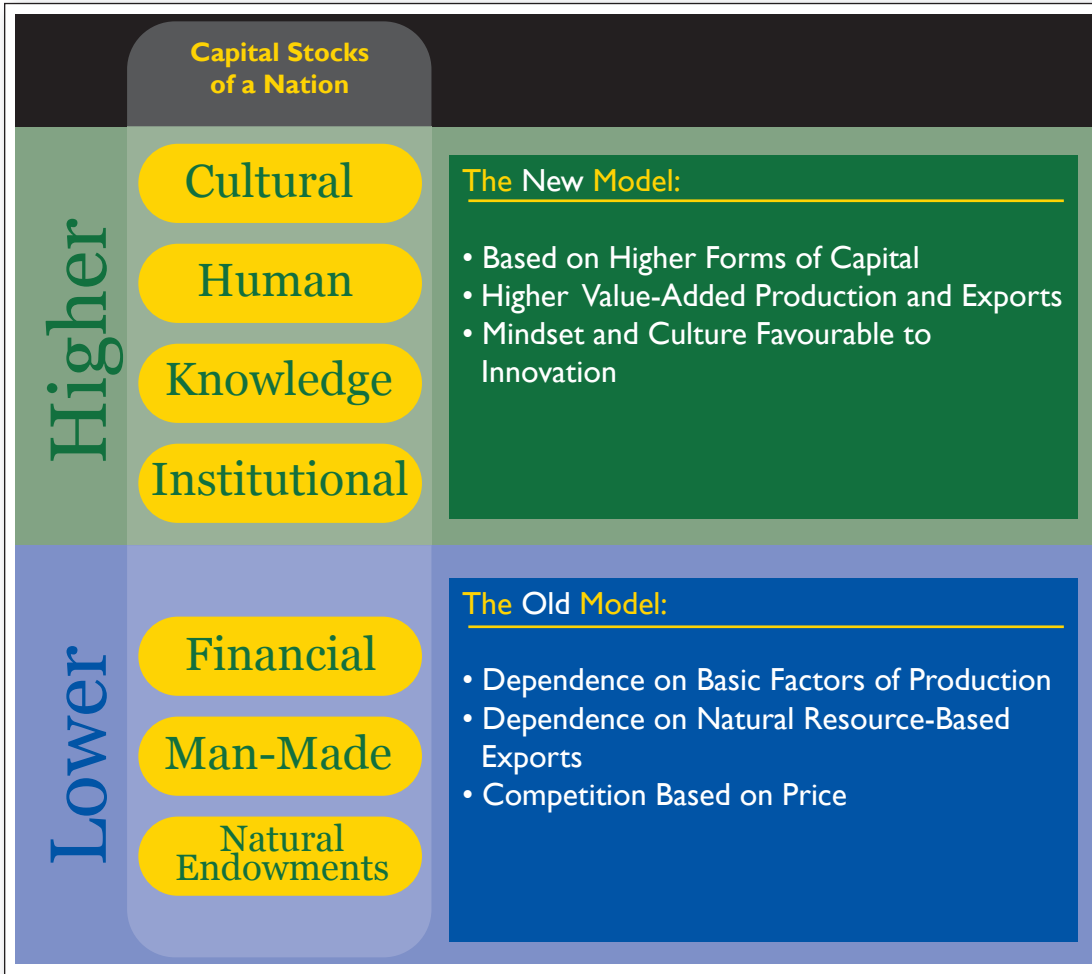 Capital Stocks
of a Nation
Higher
Cultural
Human
Knowledge
Institutional
The New Model:
• Based on Higher Forms of Capital
• Higher Value-Added Production and Exports
• Mindset and Culture Favourable to
Innovation
Lower
Financial
Man-Made
Natural
Endowments
The Old Model:
• Dependence on Basic Factors of Production
• Dependence on Natural Resource-Based
Exports
• Competition Based on Price